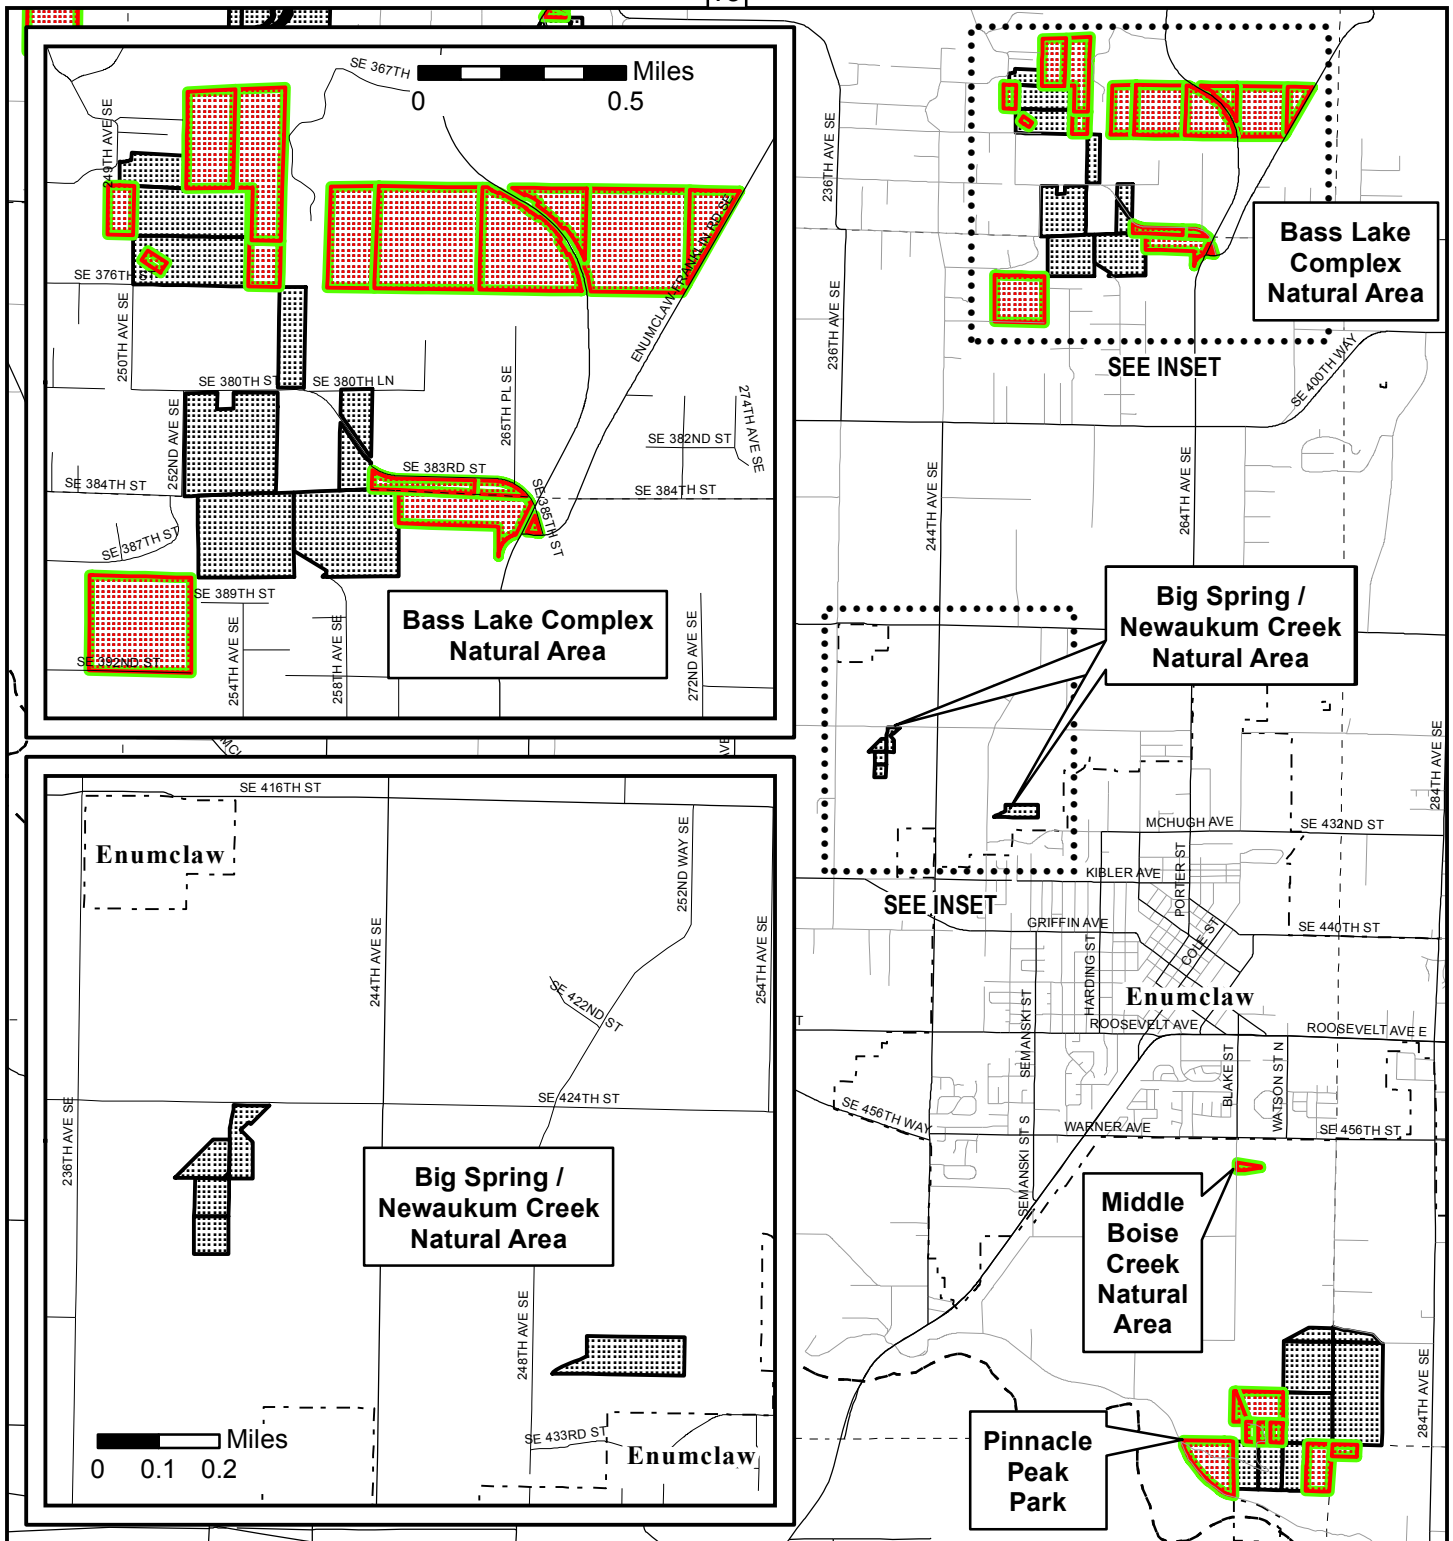 SE 367TH
Miles
0
0.5
249TH AVE SE
SE 376TH ST
250TH AVE SE
ENUMCLAW-FRANKLIN RD SE
SE 380TH ST
SE 380TH LN
252ND AVE SE
265TH PL SE
274TH AVE SE
SE 382ND ST
SE 383RD ST
SE 384TH ST
SE 384TH ST
SE 385TH ST
SE 387TH ST
SE 389TH ST
SE 392ND ST
254TH AVE SE
258TH AVE SE
272ND AVE SE
Bass Lake Complex
Natural Area
SE 416TH ST
Enumclaw
252ND WAY SE
244TH AVE SE
254TH AVE SE
SE 422ND ST
SE 424TH ST
236TH AVE SE
Big Spring /
Newaukum Creek
Natural Area
248TH AVE SE
SE 433RD ST
Enumclaw
Miles
0
0.1
0.2
236TH AVE SE
236TH AVE SE
Bass Lake
Complex
Natural Area
SEE INSET
SE 400TH WAY
244TH AVE SE
264TH AVE SE
Big Spring /
Newaukum Creek
Natural Area
284TH AVE SE
MCHUGH AVE
SE 432ND ST
KIBLER AVE
PORTER ST
SEE INSET
GRIFFIN AVE
COLE ST
SE 440TH ST
HARDING ST
Enumclaw
SEMANSKI ST
ROOSEVELT AVE
ROOSEVELT AVE E
BLAKE ST
WATSON ST N
SE 456TH WAY
WARNER AVE
SE 456TH ST
SEMANSKI ST S
Middle
Boise
Creek
Natural
Area
284TH AVE SE
Pinnacle
Peak
Park